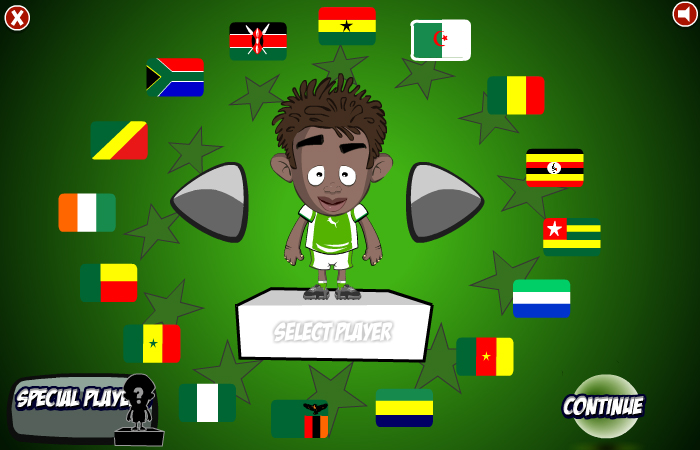 X
SELECT PLAYER
SPECIAL PLAYE
?
CONTINUE